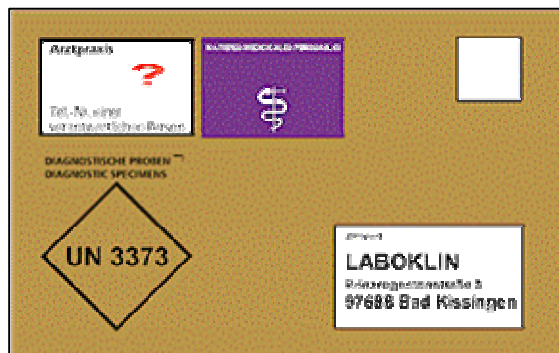 Arztpraxis
?
Tel.-Nr. einer
verantwortlichen Person
DIAGNOSTISCHE PROBEN
DIAGNOSTIC SPECIMENS
UN 3373
LABOKLIN
97688 Bad Kissingen